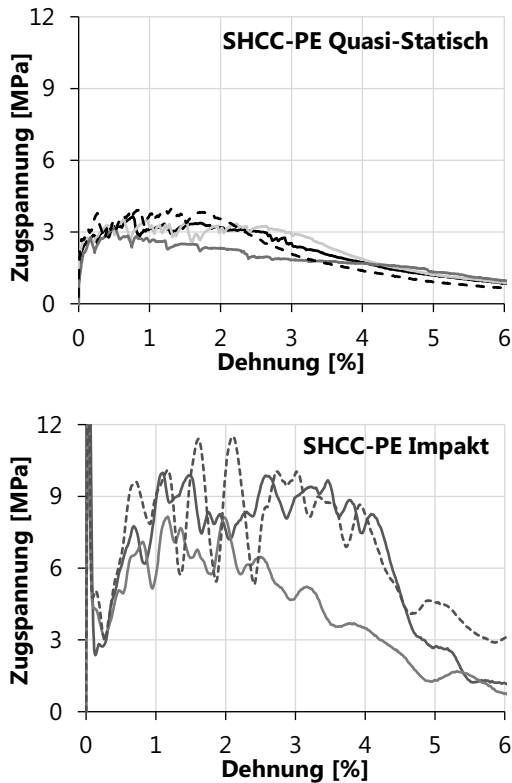 SHCC-PE Quasi-Statisch
Zugspannung [MPa]
12
9
6
3
0
0 1 2 3 4 5 6
Dehnung [%]
SHCC-PE Impakt
Zugspannung [MPa]
12
9
6
3
0
0 1 2 3 4 5 6
Dehnung [%]